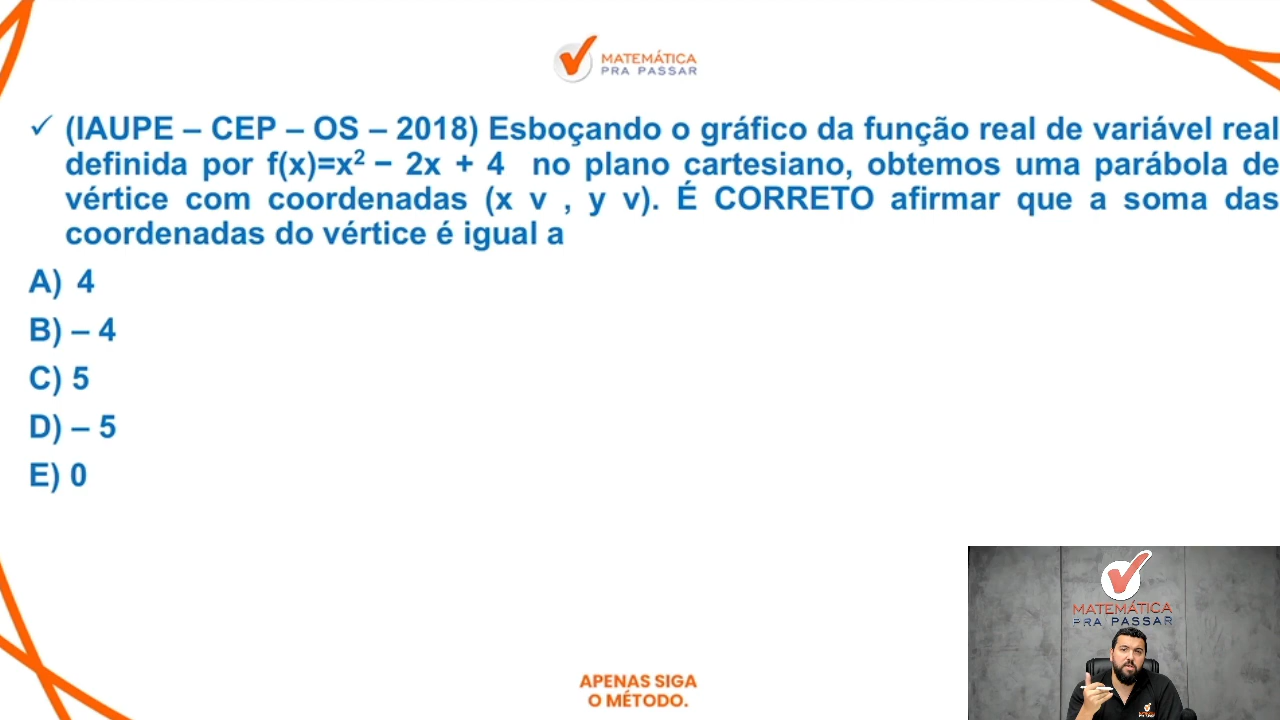 MATEMÁTICA
PRA PASSAR
✓ (IAUPE – CEP – OS – 2018) Esboçando o gráfico da função real de variável real
definida por f(x)=x² − 2x + 4 no plano cartesiano, obtemos uma parábola de
vértice com coordenadas (x v , y v). É CORRETO afirmar que a soma das
coordenadas do vértice é igual a
A) 4
B) – 4
C) 5
D) – 5
E) 0
MATEMÁTICA
PRA PASSAR
APENAS SIGA
O MÉTODO.